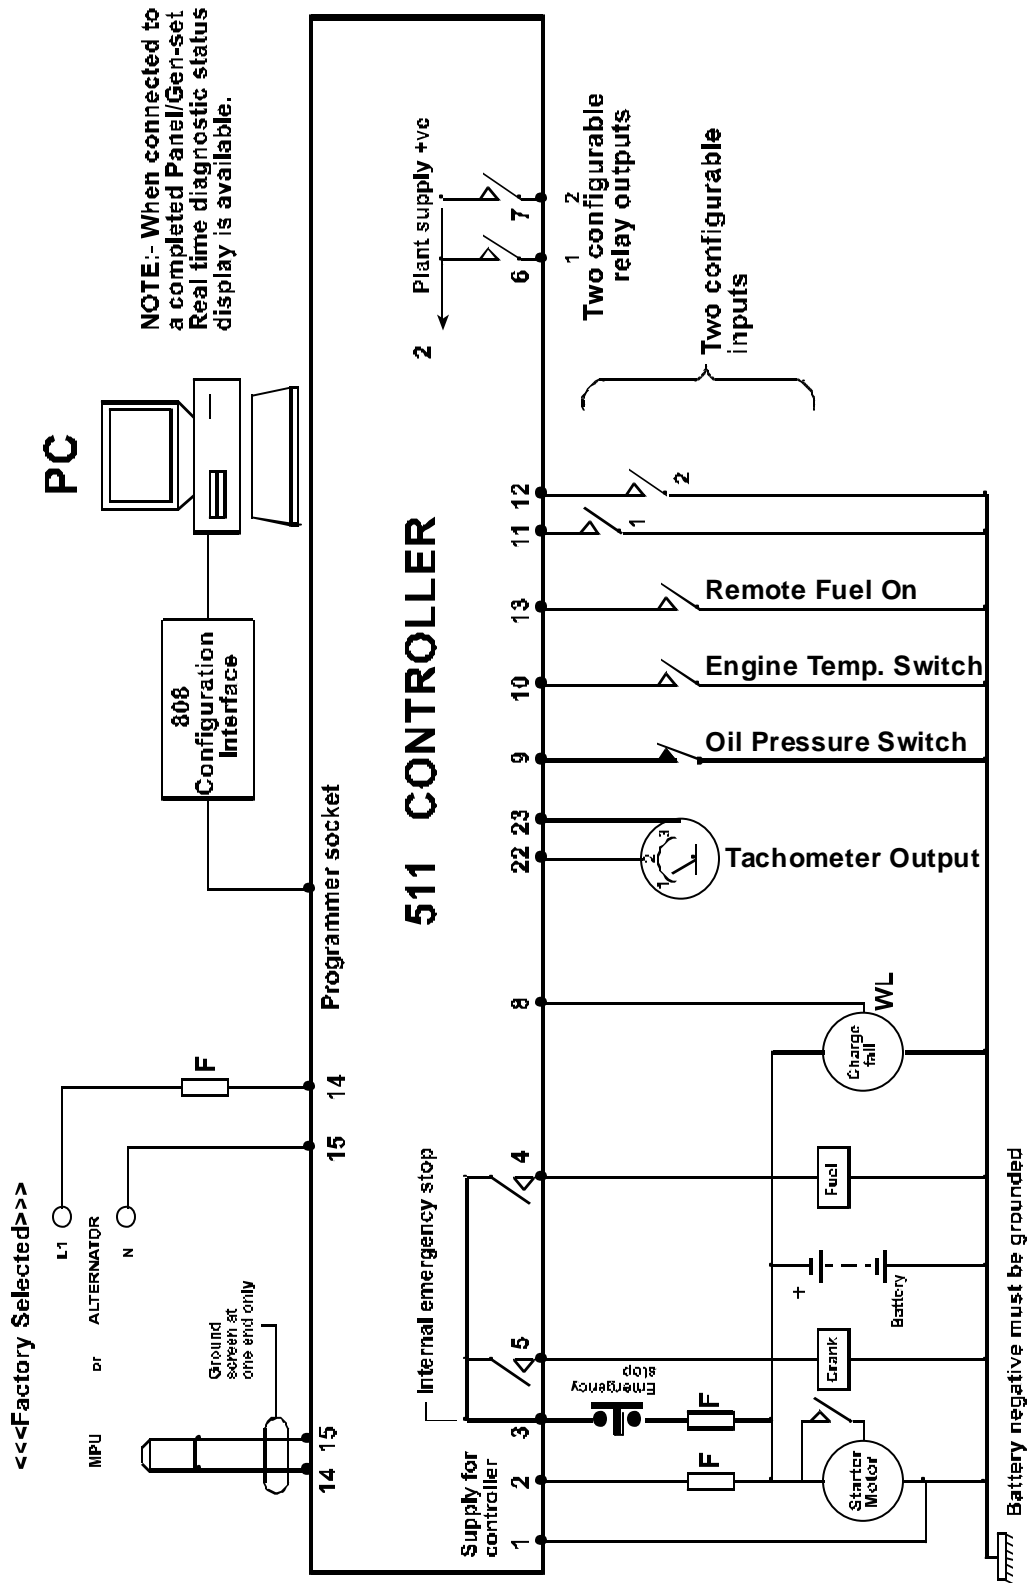 <<<Factory Selected>>>
MPU
or
ALTERNATOR
L1
N
Ground
screen at
one end only
F
PC
808
Configuration
Interface
NOTE:- When connected to
a completed Panel/Gen-set
Real time diagnostic status
display is available.
14
15
15
14
Programmer socket
511 CONTROLLER
Plant supply +ve
2
Supply for
controller
Internal emergency stop
1
2
3
5
4
8
22
23
9
10
13
11
12
6
7
1
2
Two configurable
relay outputs
Two configurable
inputs
Emergency
stop
F
F
1
2
3
1
2
Remote Fuel On
Engine Temp. Switch
Oil Pressure Switch
Tachometer Output
Starter
Motor
Crank
+
Battery
Fuel
Charge
fail
WL
Battery negative must be grounded